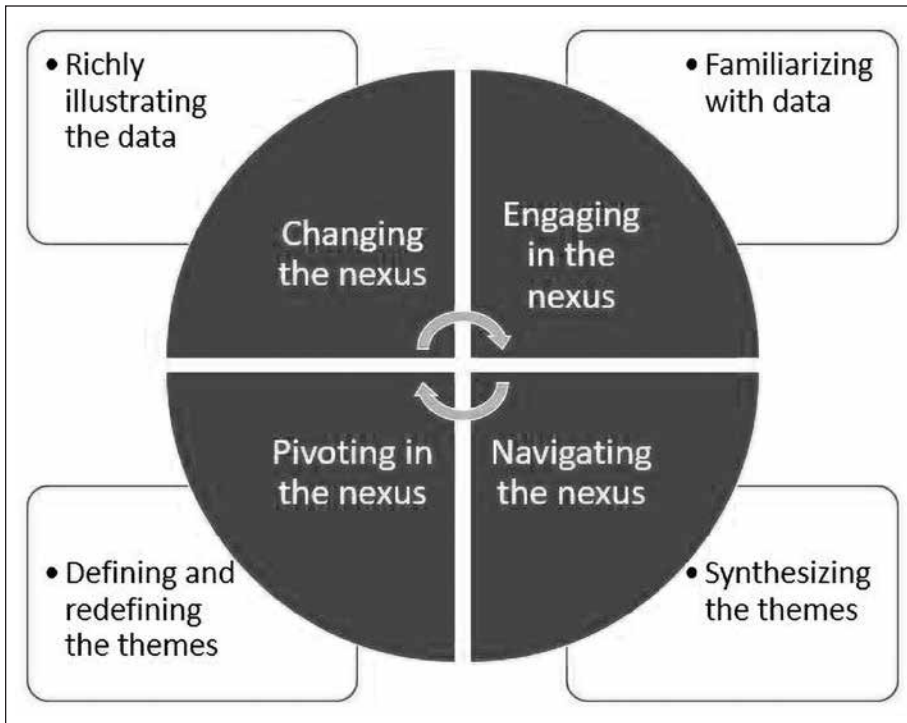 • Richly
illustrating
the data
• Familiarizing
with data
Changing
the nexus
Engaging
in the
nexus
Pivoting in
the nexus
Navigating
the nexus
• Defining and
redefining
the themes
• Synthesizing
the themes